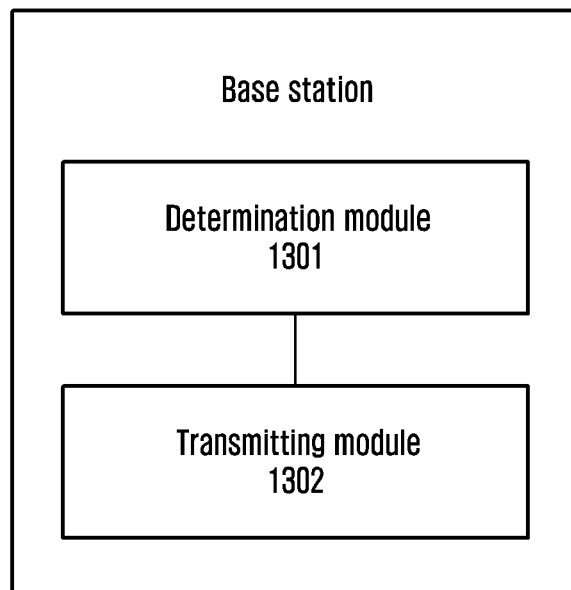 Base station
Determination module
1301
Transmitting module
1302